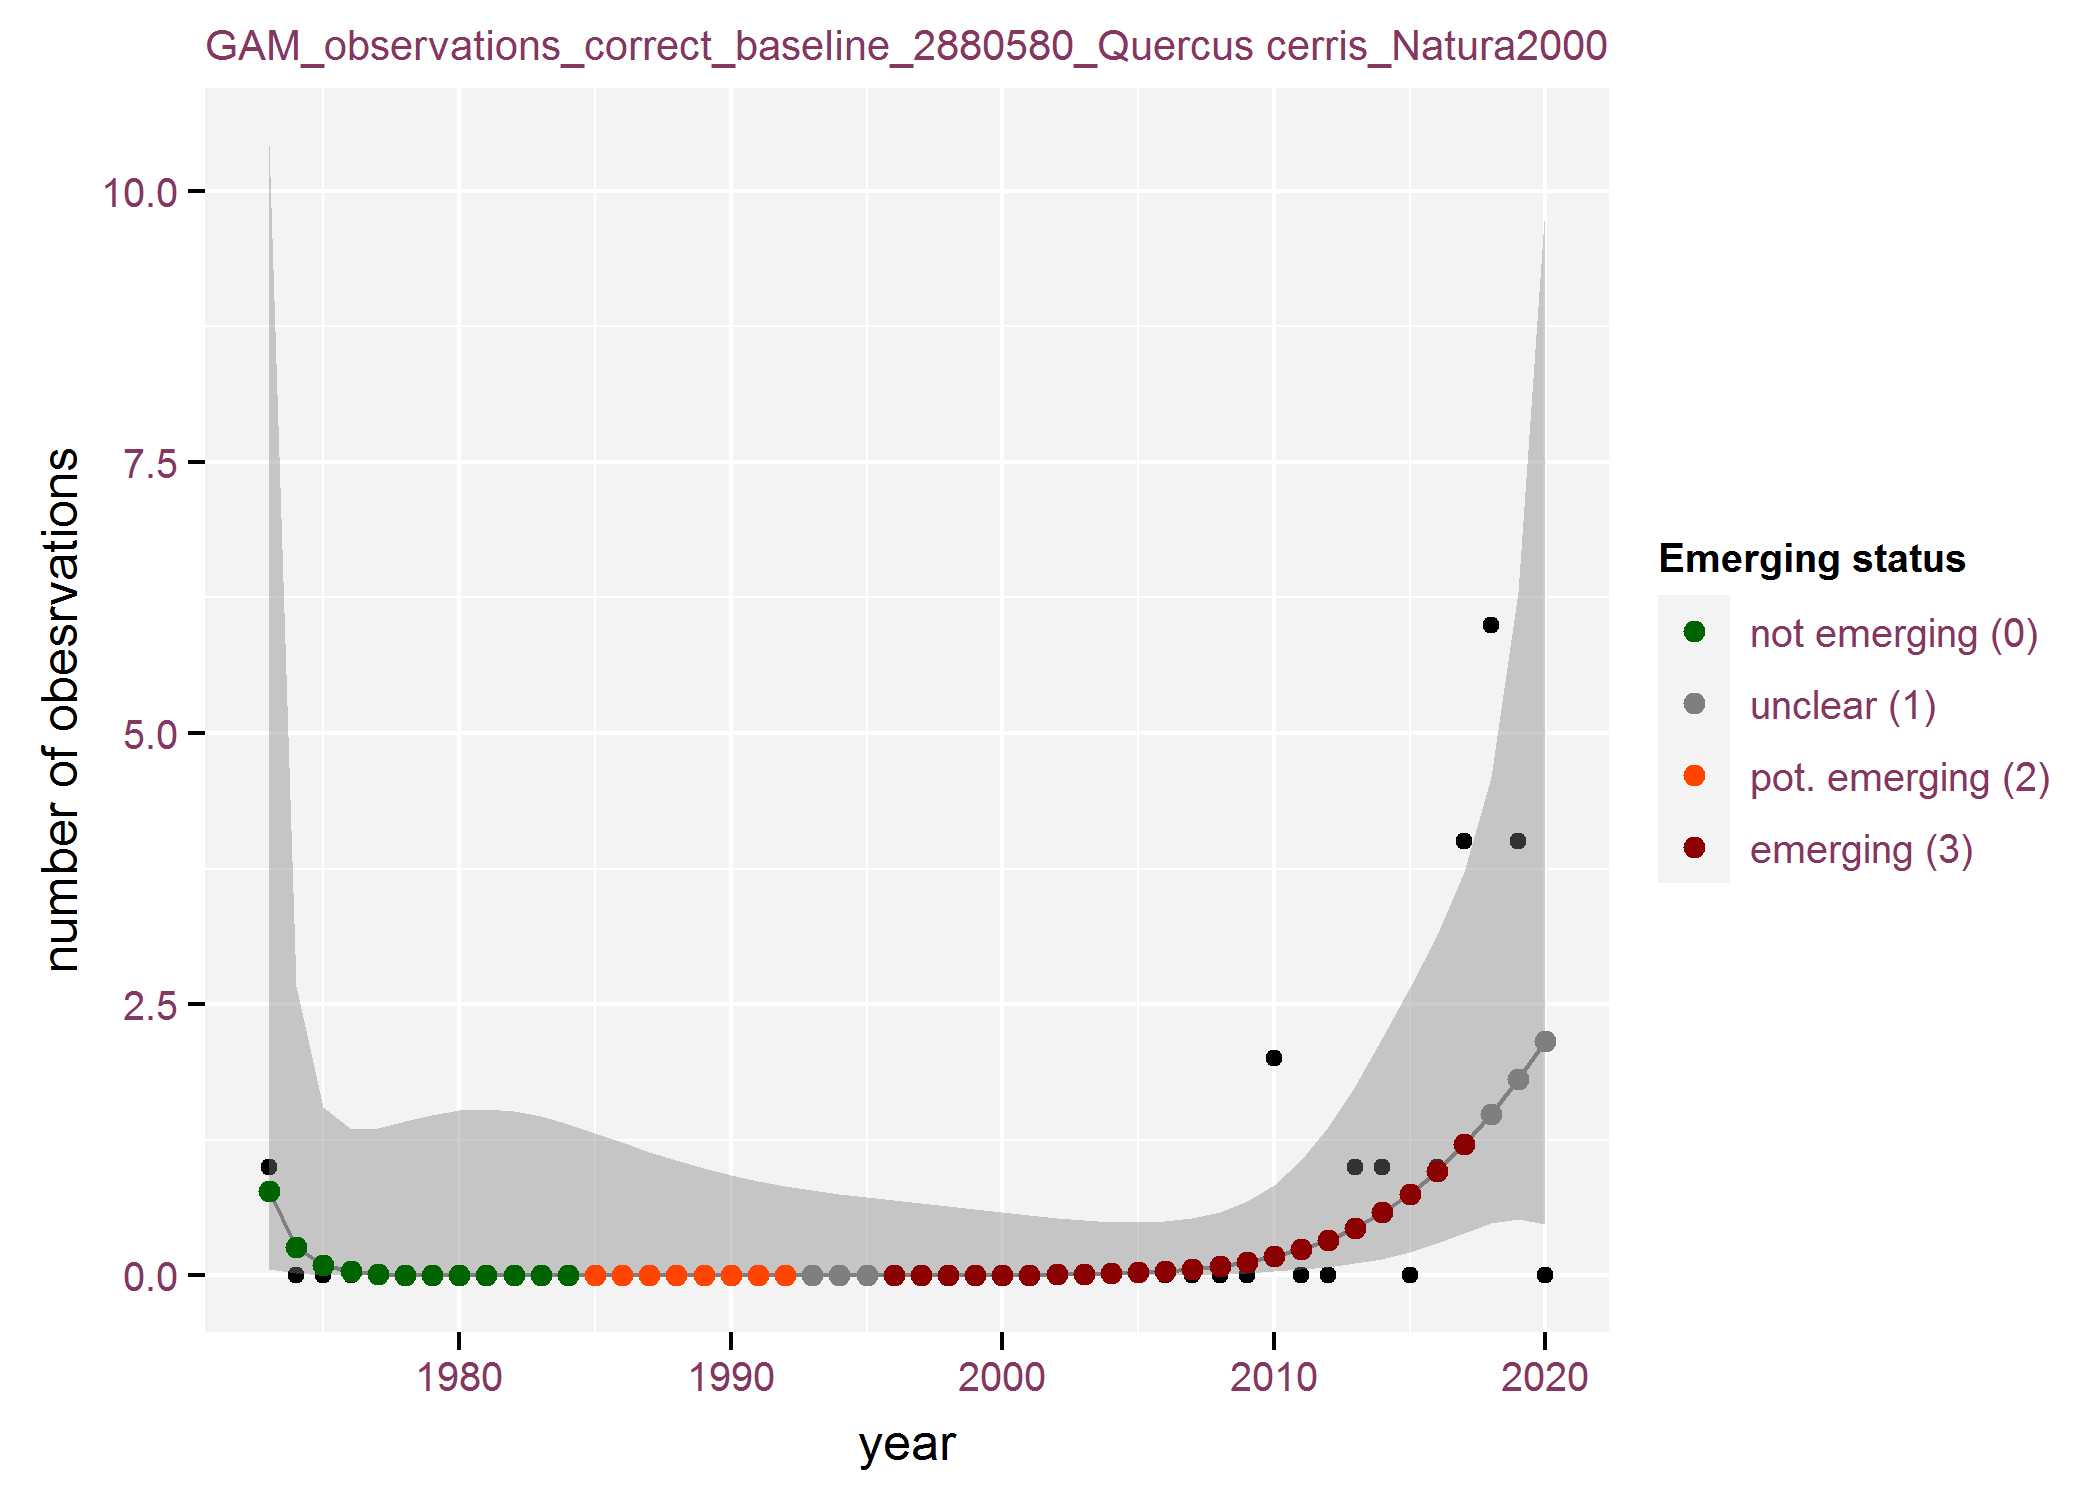 GAM_observations_correct_baseline_2880580_Quercus cerris_Natura2000
10.0
7.5
5.0
2.5
0.0
number of obesrvations
1980
1990
2000
2010
2020
year
Emerging status
not emerging (0)
unclear (1)
pot. emerging (2)
emerging (3)